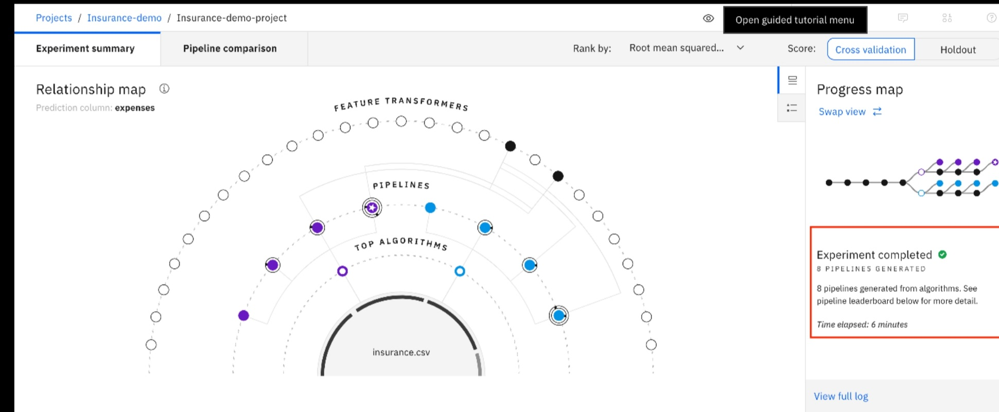 Projects / Insurance-demo / Insurance-demo-project
Open guided tutorial menu
Experiment summary
Pipeline comparison
Rank by: Root mean squared...
Score: Cross validation Holdout
Relationship map
Prediction column: expenses
FEATURE TRANSFORMERS
PIPELINES
TOP ALGORITHMS
insurance.csv
Progress map
Swap view
Experiment completed
8 PIPELINES GENERATED
8 pipelines generated from algorithms. See
pipeline leaderboard below for more detail.
Time elapsed: 6 minutes
View full log